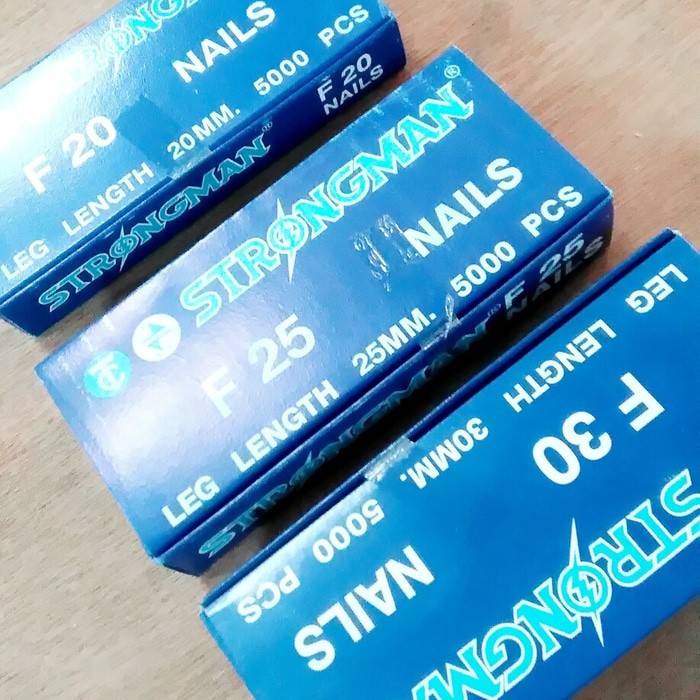 STRONGMAN
NAILS
F 20
LEG LENGTH 20MM. 5000 PCS
STRONGMAN®
F 20
NAILS
STRONGMAN®
NAILS
F 25
LEG LENGTH 25MM. 5000 PCS
STRONGMAN®
F 25
NAILS
LEG LENGTH 30MM. 5000 PCS
F 30
NAILS
STRONGM